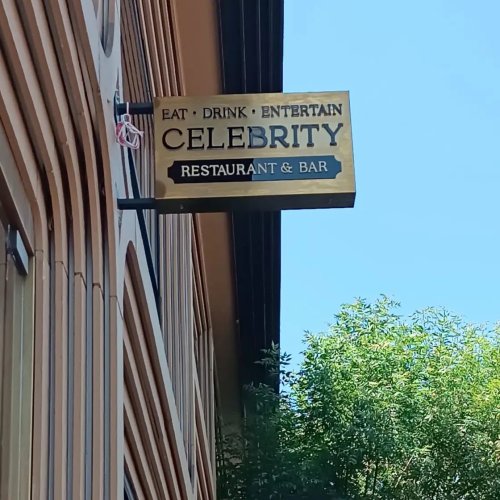 EAT • DRINK • ENTERTAIN
CELEBRITY
RESTAURANT & BAR